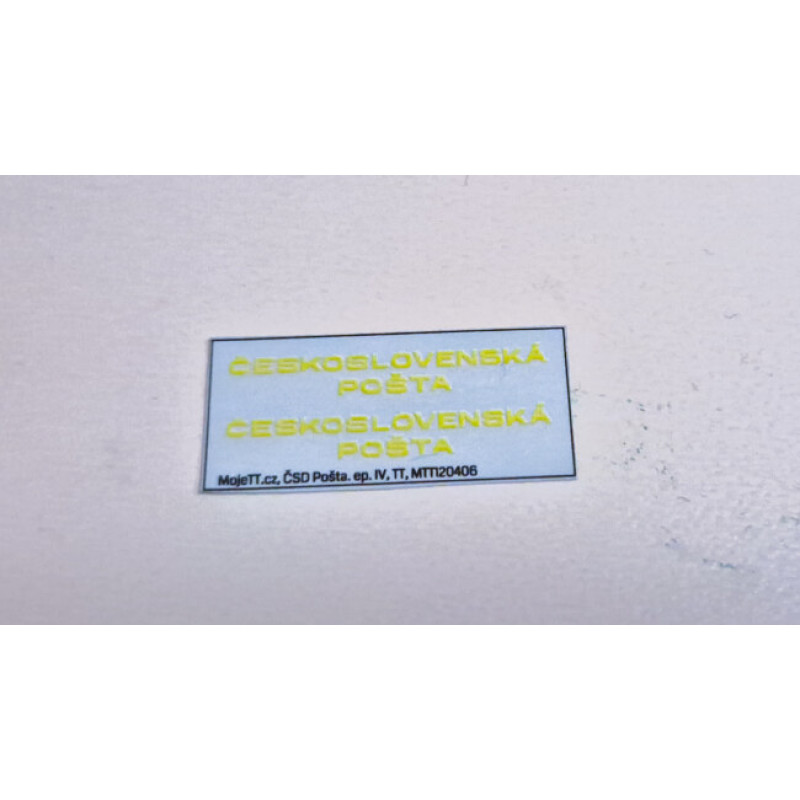 ČESKOSLOVENSKÁ
POŠTA
ČESKOSLOVENSKÁ
POŠTA
MojeTT.cz, ČSD Pošta. ep. IV, TT, MTT120406